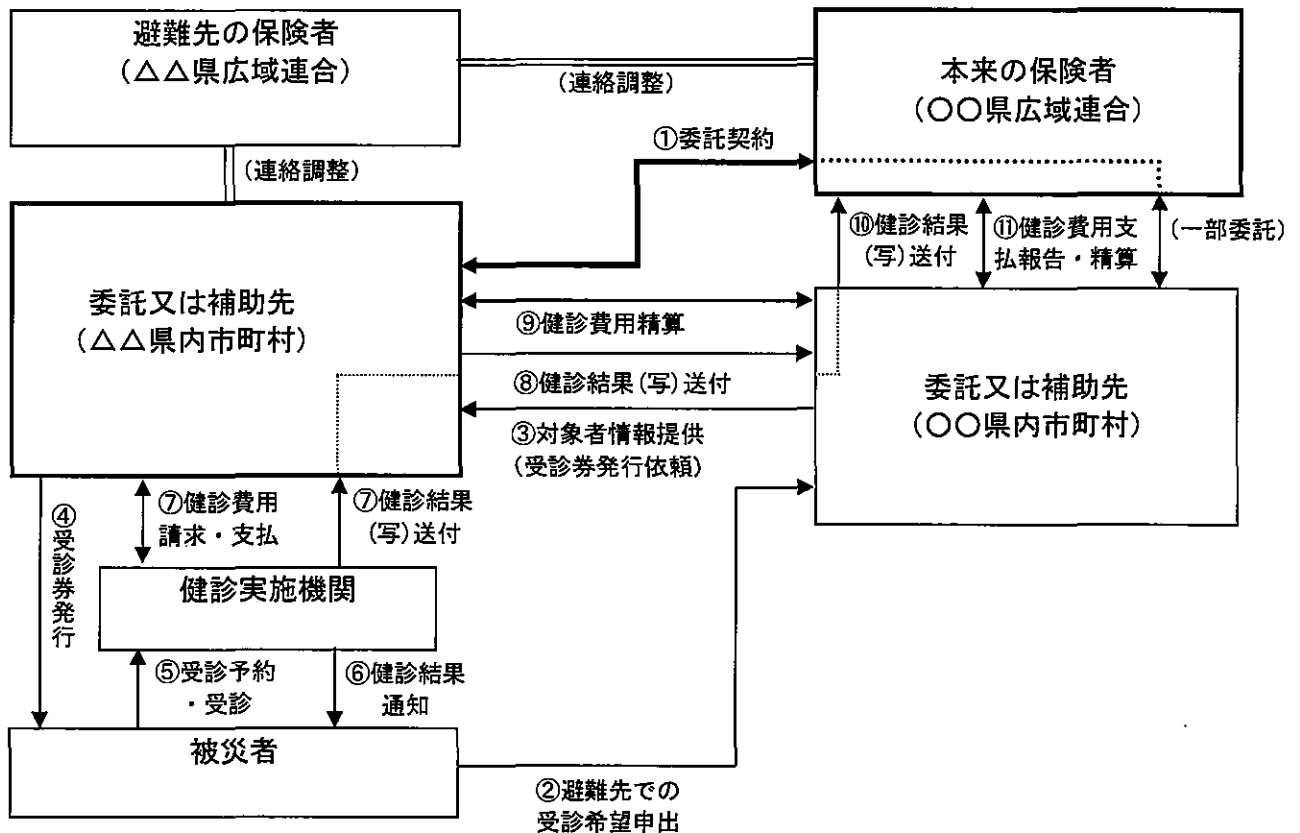 避難先の保険者
(△△県広域連合)
(連絡調整)
本来の保険者
(〇〇県広域連合)
①委託契約
(連絡調整)
⑩健診結果
(写)送付
⑪健診費用支
払報告・精算
(一部委託)
委託又は補助先
(△△県内市町村)
⑨健診費用精算
⑧健診結果(写)送付
③対象者情報提供
(受診券発行依頼)
委託又は補助先
(〇〇県内市町村)
④受診券発行
⑦健診費用
請求・支払
⑦健診結果
(写)送付
健診実施機関
⑤受診予約
・受診
⑥健診結果
通知
被災者
②避難先での
受診希望申出